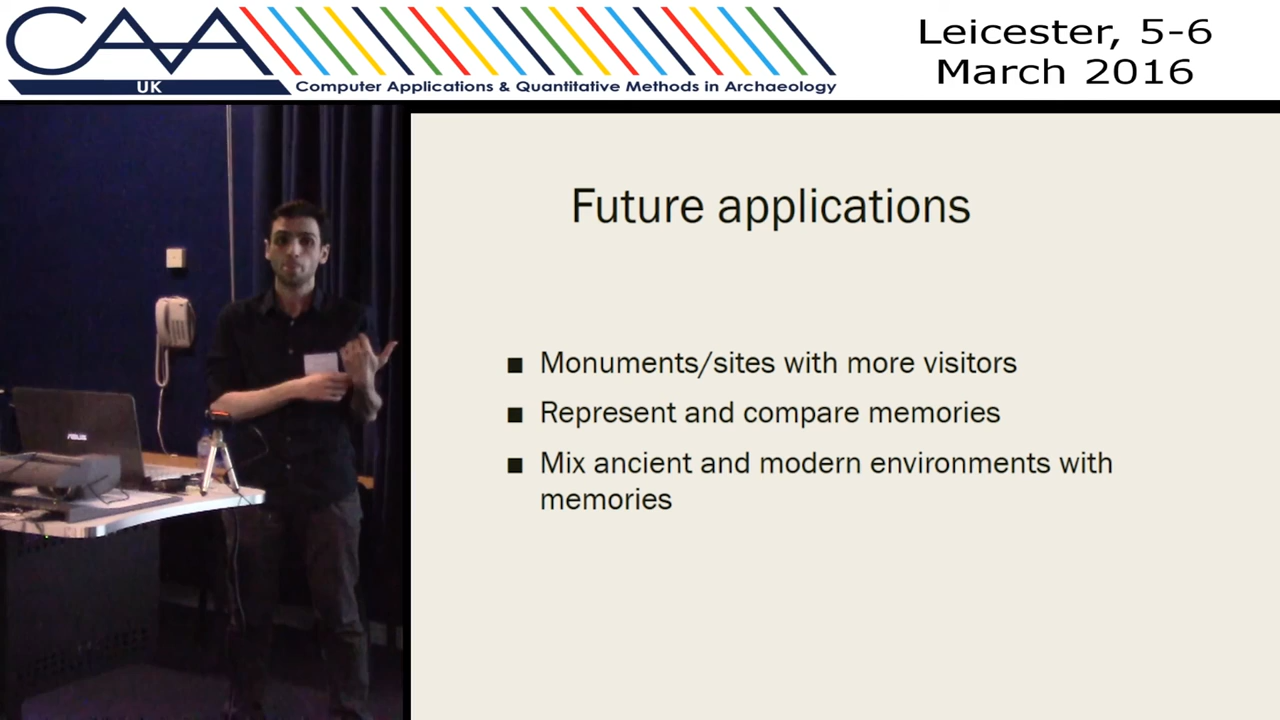 CAA
UK
Computer Applications & Quantitative Methods in Archaeology
Leicester, 5-6
March 2016
Future applications
■ Monuments/sites with more visitors
■ Represent and compare memories
■ Mix ancient and modern environments with
memories
ASUS